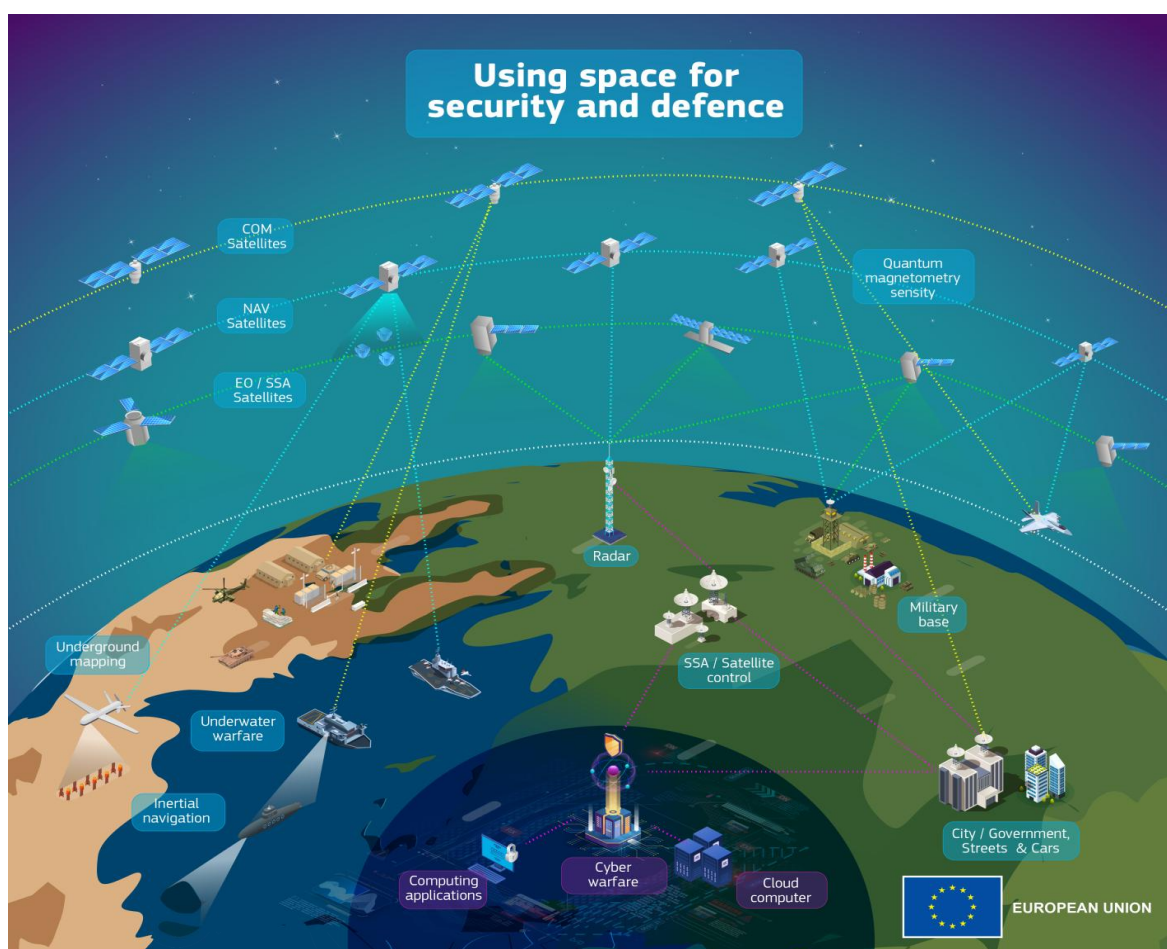 Using space for
security and defence
COM
Satellites
NAV
Satellites
Quantum
magnetometry
sensity
EO / SSA
Satellites
Radar
Military
base
Underground
mapping
SSA / Satellite
control
Underwater
warfare
Inertial
navigation
City / Government,
Streets & Cars
Computing
applications
Cyber
warfare
Cloud
computer
EUROPEAN UNION